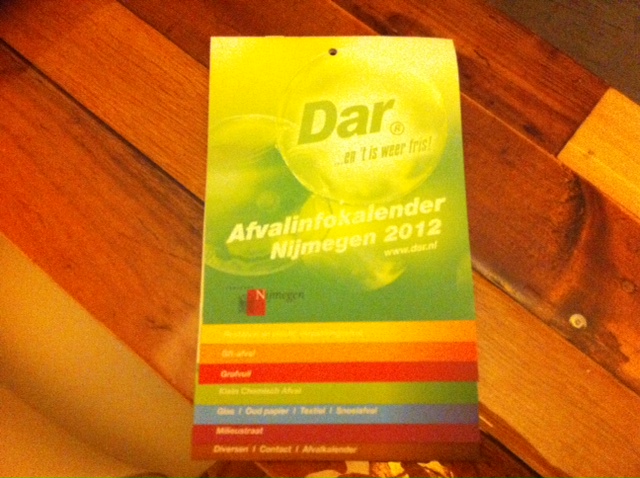 Dar®
...en 't is weer fris!
Afvalinfokalender
Nijmegen 2012
www.dar.nl
Nijmegen
Gft-afval
Grofvuil
Klein Chemisch Afval
Glas | Oud papier | Textiel | Snoeiafval
Milieustraat
Diversen | Contact | Afvalkalender